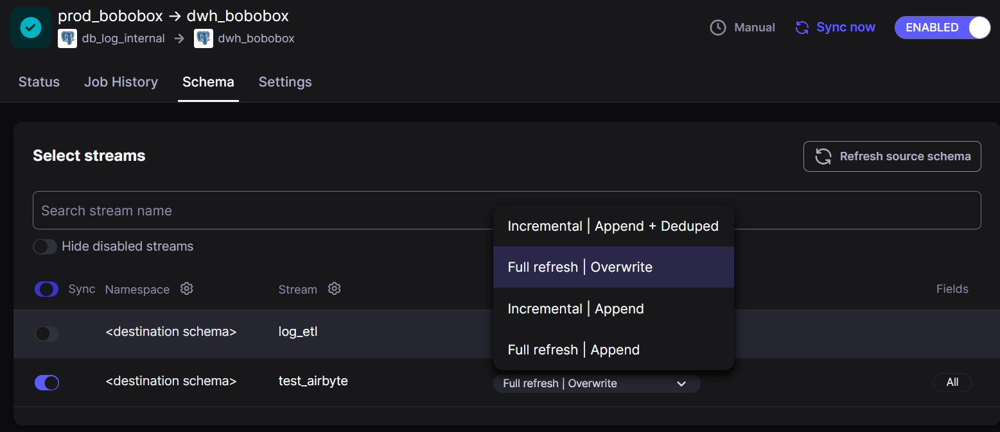 prod_bobobox → dwh_bobobox
db_log_internal → dwh_bobobox
Manual
Sync now
ENABLED
Status
Job History
Schema
Settings
Select streams
Refresh source schema
Search stream name
Hide disabled streams
Incremental | Append + Deduped
Full refresh | Overwrite
Incremental | Append
Full refresh | Append
Sync
Namespace
Stream
Fields
<destination schema>
log_etl
<destination schema>
test_airbyte
Full refresh | Overwrite
All